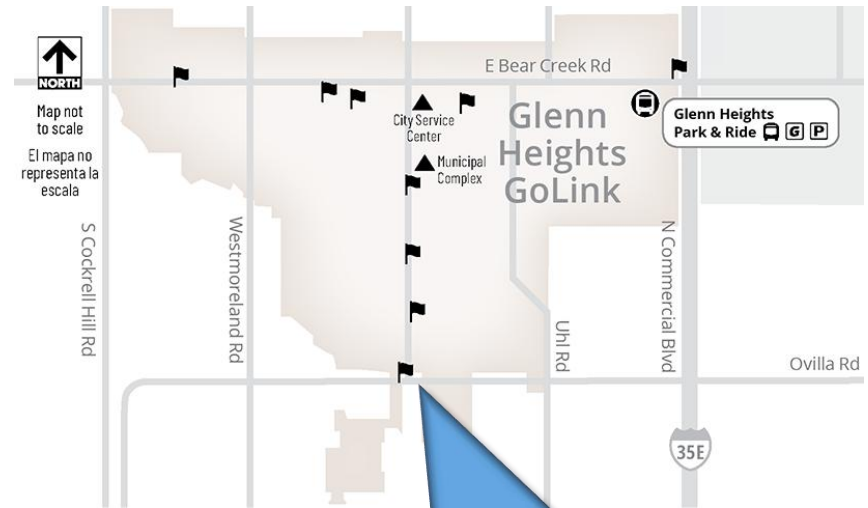 NORTH
Map not
to scale
El mapa no
representa la
escala
E Bear Creek Rd
City Service
Center
Municipal
Complex
Glenn
Heights
GoLink
Glenn Heights
Park & Ride G P
S Cockrell Hill Rd
Westmoreland Rd
Uhl Rd
N Commercial Blvd
Ovilla Rd
35E